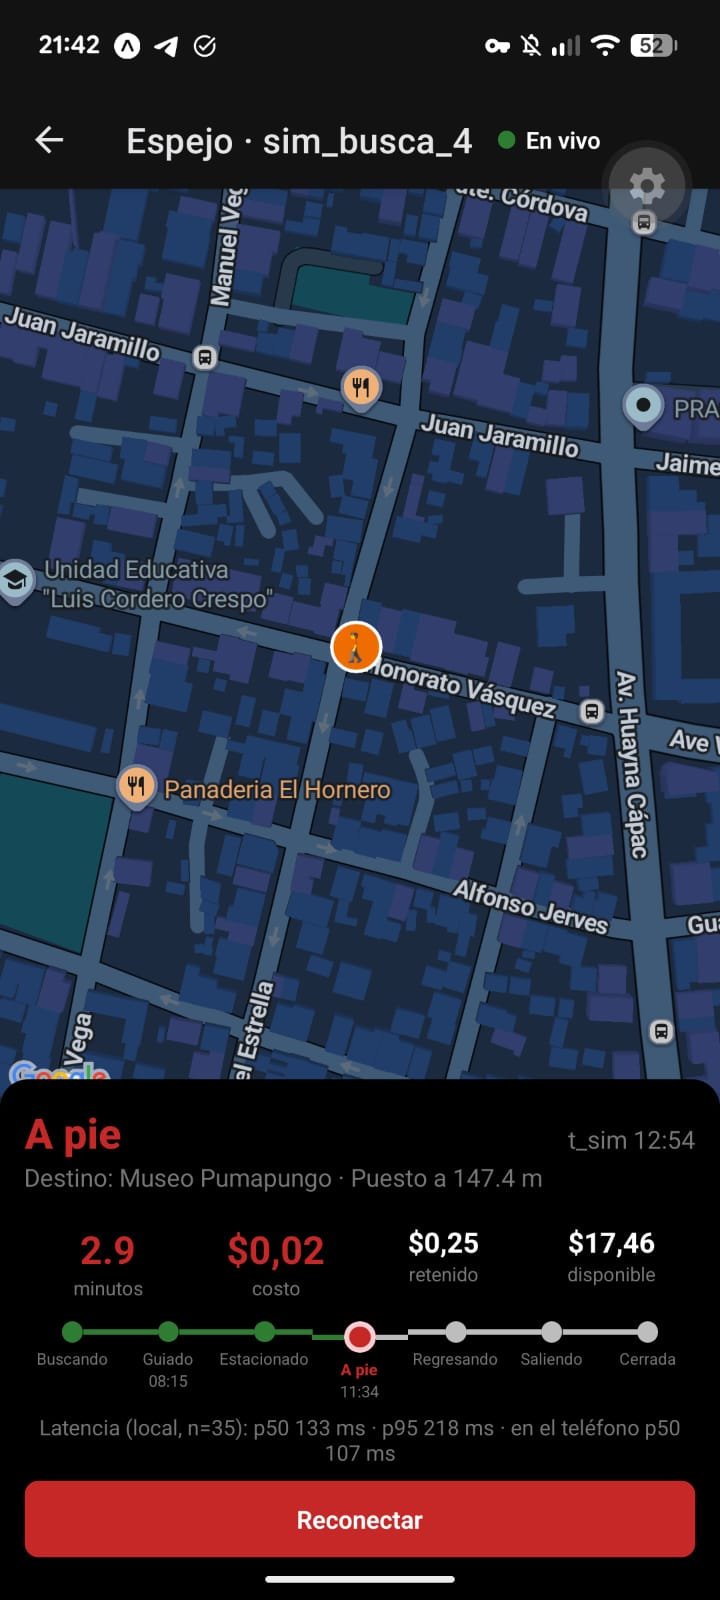 21:42
52
Espejo · sim_busca_4
En vivo
Manuel Veg
Pte. Córdova
Juan Jaramillo
PRA
Juan Jaramillo
Jaime
Unidad Educativa
"Luis Cordero Crespo"
Honorato Vásquez
Av. Huayna Cápac
Ave
Panaderia El Hornero
Alfonso Jerves
Gua
Vega
el Estrella
Google
A pie
t_sim 12:54
Destino: Museo Pumapungo · Puesto a 147.4 m
2.9
$0,02
$0,25
$17,46
minutos
costo
retenido
disponible
Buscando
Guiado
Estacionado
A pie
Regresando
Saliendo
Cerrada
08:15
11:34
Latencia (local, n=35): p50 133 ms · p95 218 ms · en el teléfono p50
107 ms
Reconectar